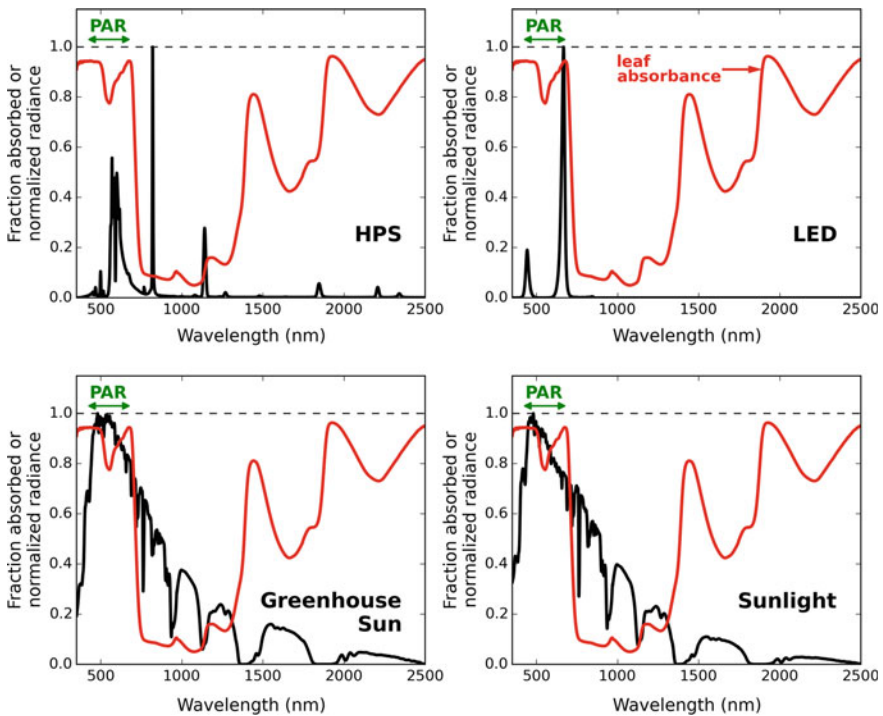 PAR
PAR
1.0
0.8
0.6
0.4
0.2
0.0
Fraction absorbed or
normalized radiance
HPS
500
1000
1500
2000
2500
Wavelength (nm)
1.0
0.8
0.6
0.4
0.2
0.0
Fraction absorbed or
normalized radiance
leaf
absorbance
LED
500
1000
1500
2000
2500
Wavelength (nm)
PAR
PAR
1.0
0.8
0.6
0.4
0.2
0.0
Fraction absorbed or
normalized radiance
Greenhouse
Sun
500
1000
1500
2000
2500
Wavelength (nm)
1.0
0.8
0.6
0.4
0.2
0.0
Fraction absorbed or
normalized radiance
Sunlight
500
1000
1500
2000
2500
Wavelength (nm)